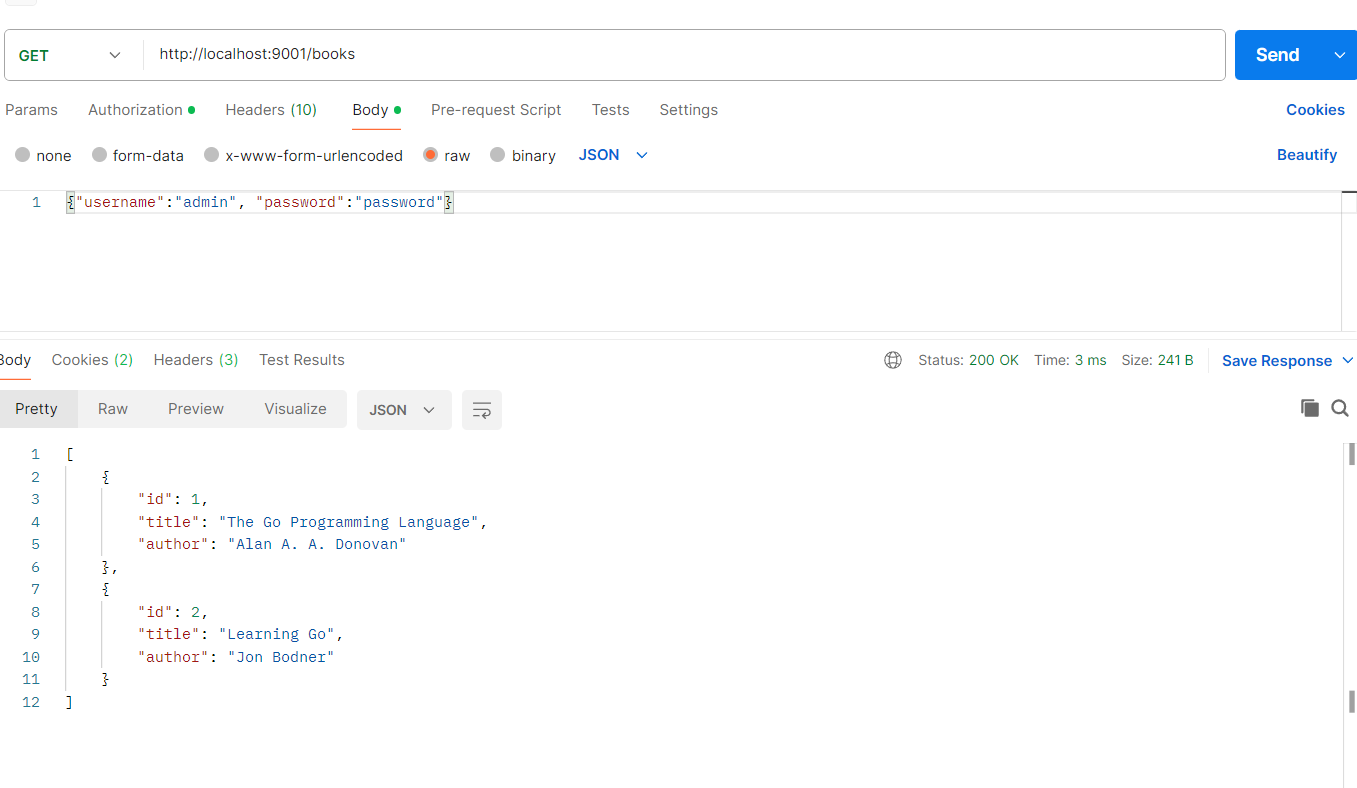 GET http://localhost:9001/books Send
Params Authorization Headers (10) Body Pre-request Script Tests Settings Cookies
none form-data x-www-form-urlencoded raw binary JSON Beautify
1 {"username":"admin", "password":"password"}
Body Cookies (2) Headers (3) Test Results Status: 200 OK Time: 3 ms Size: 241 B Save Response
Pretty Raw Preview Visualize JSON
1 [
2 {
3 "id": 1,
4 "title": "The Go Programming Language",
5 "author": "Alan A. A. Donovan"
6 },
7 {
8 "id": 2,
9 "title": "Learning Go",
10 "author": "Jon Bodner"
11 }
12 ]